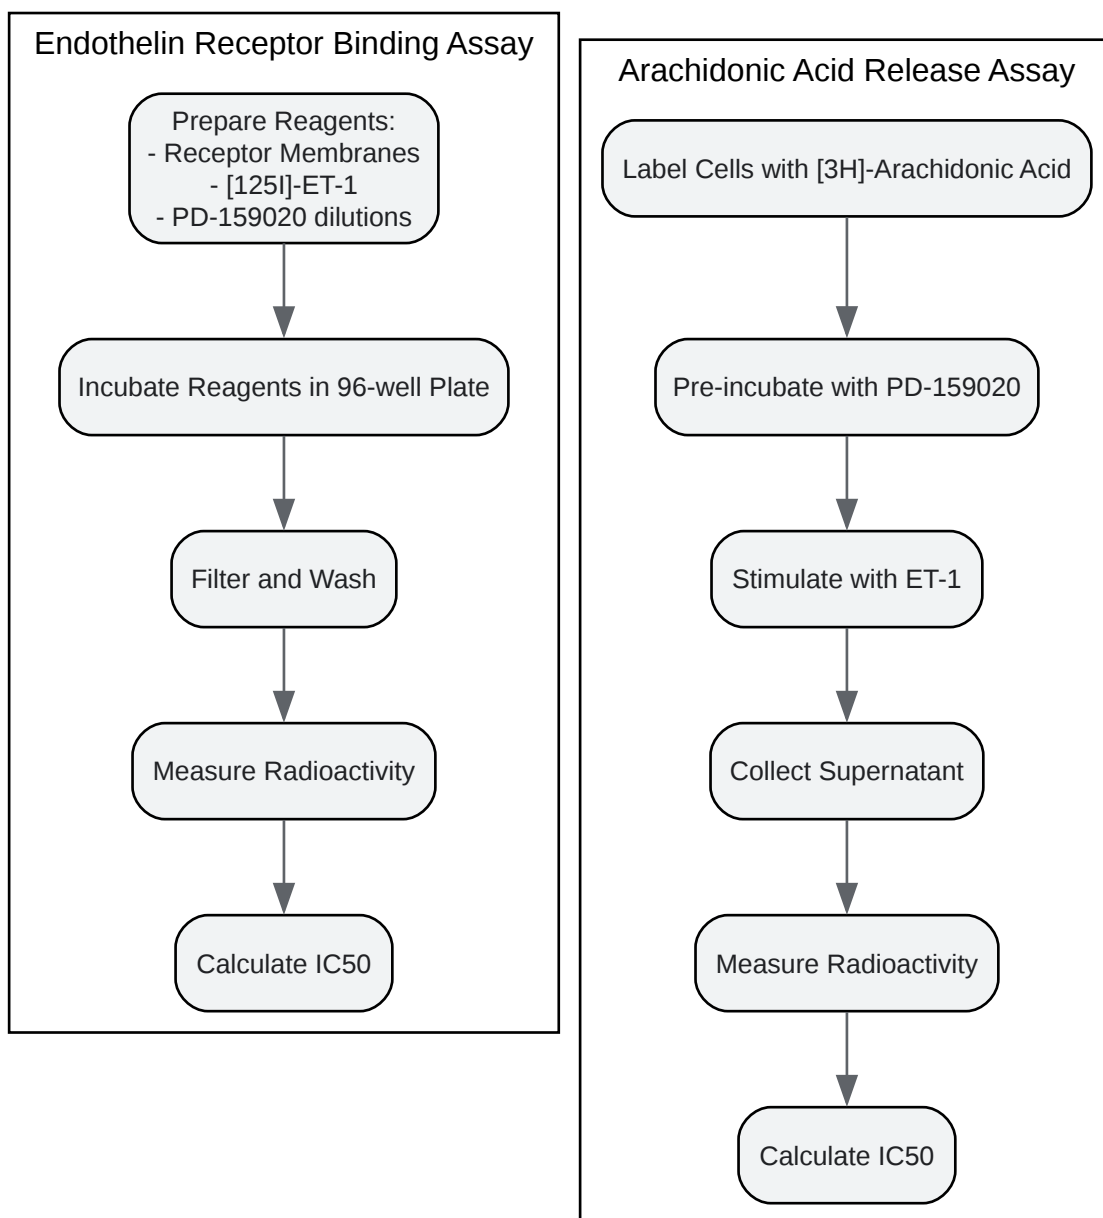 Endothelin Receptor Binding Assay
Prepare Reagents:
- Receptor Membranes
- [125I]-ET-1
- PD-159020 dilutions
Incubate Reagents in 96-well Plate
Filter and Wash
Measure Radioactivity
Calculate IC50
Arachidonic Acid Release Assay
Label Cells with [3H]-Arachidonic Acid
Pre-incubate with PD-159020
Stimulate with ET-1
Collect Supernatant
Measure Radioactivity
Calculate IC50